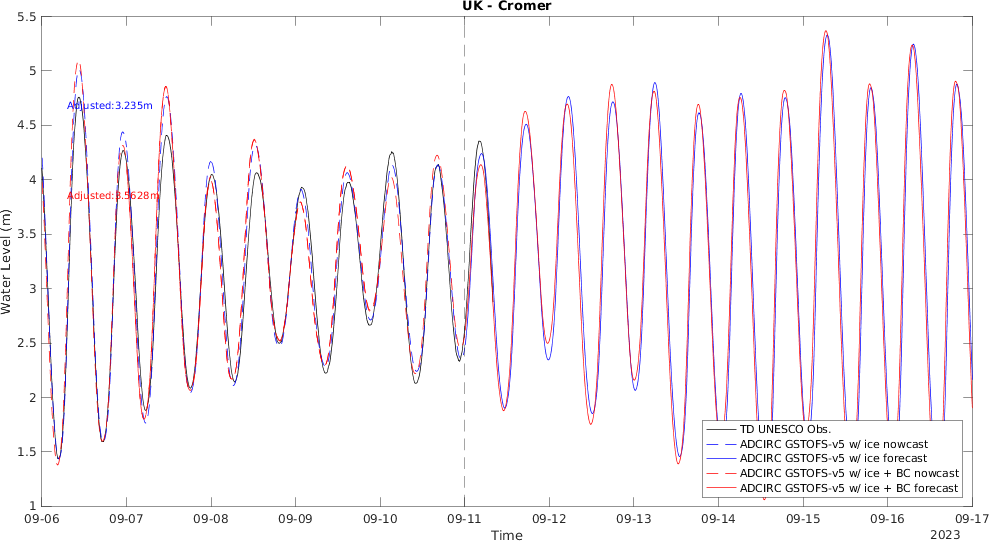 UK - Cromer
5.5
5
4.5
4
3.5
3
2.5
2
1.5
1
Water Level (m)
Adjusted:3.235m
Adjusted:3.5628m
TD UNESCO Obs.
ADCIRC GSTOFS-v5 w/ ice nowcast
ADCIRC GSTOFS-v5 w/ ice forecast
ADCIRC GSTOFS-v5 w/ ice + BC nowcast
ADCIRC GSTOFS-v5 w/ ice + BC forecast
09-06 09-07 09-08 09-09 09-10 09-11 09-12 09-13 09-14 09-15 09-16 09-17
Time
2023